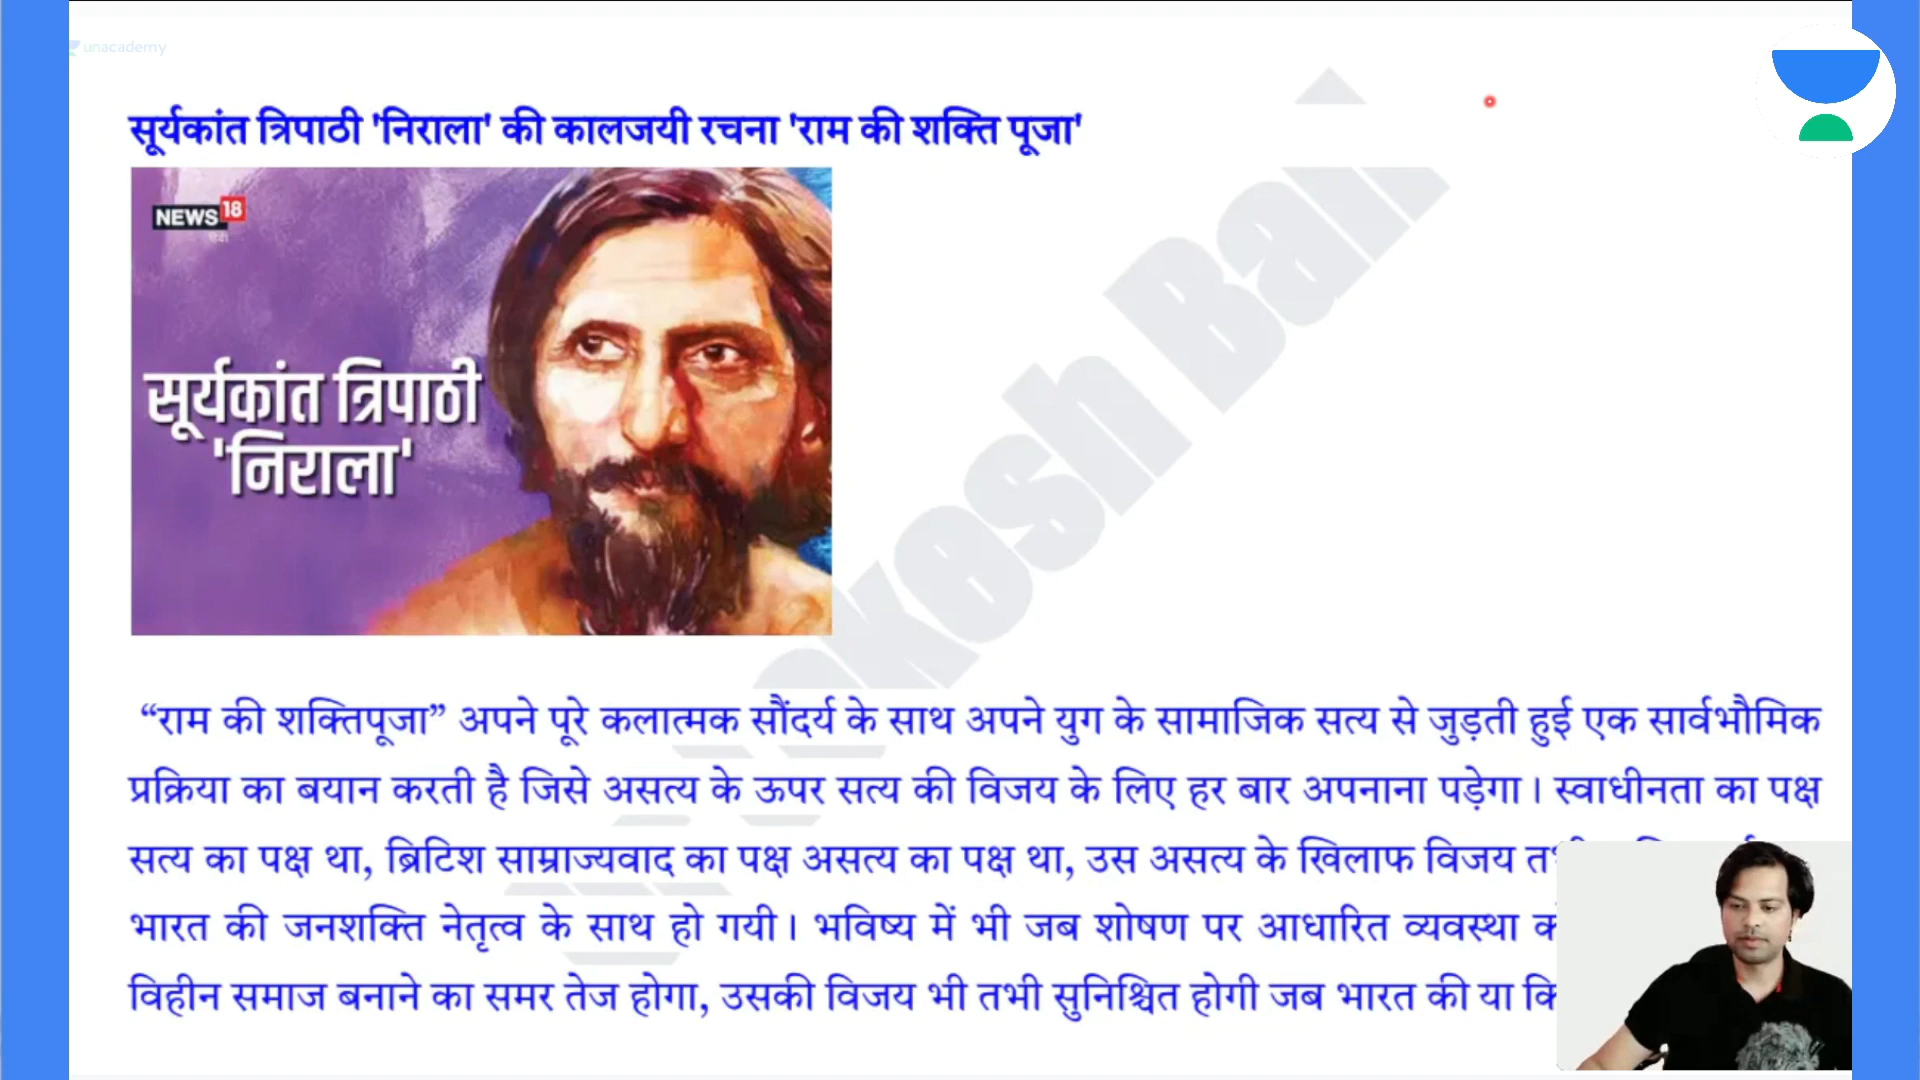 unacademy
सूर्यकांत त्रिपाठी 'निराला' की कालजयी रचना 'राम की शक्ति पूजा'
NEWS 18
सूर्यकांत त्रिपाठी
'निराला'
“राम की शक्तिपूजा” अपने पूरे कलात्मक सौंदर्य के साथ अपने युग के सामाजिक सत्य से जुड़ती हुई एक सार्वभौमिक
प्रक्रिया का बयान करती है जिसे असत्य के ऊपर सत्य की विजय के लिए हर बार अपनाना पड़ेगा। स्वाधीनता का पक्ष
सत्य का पक्ष था, ब्रिटिश साम्राज्यवाद का पक्ष असत्य का पक्ष था, उस असत्य के खिलाफ विजय
भारत की जनशक्ति नेतृत्व के साथ हो गयी। भविष्य में भी जब शोषण पर आधारित व्यवस्था
विहीन समाज बनाने का समर तेज होगा, उसकी विजय भी तभी सुनिश्चित होगी जब भारत की या